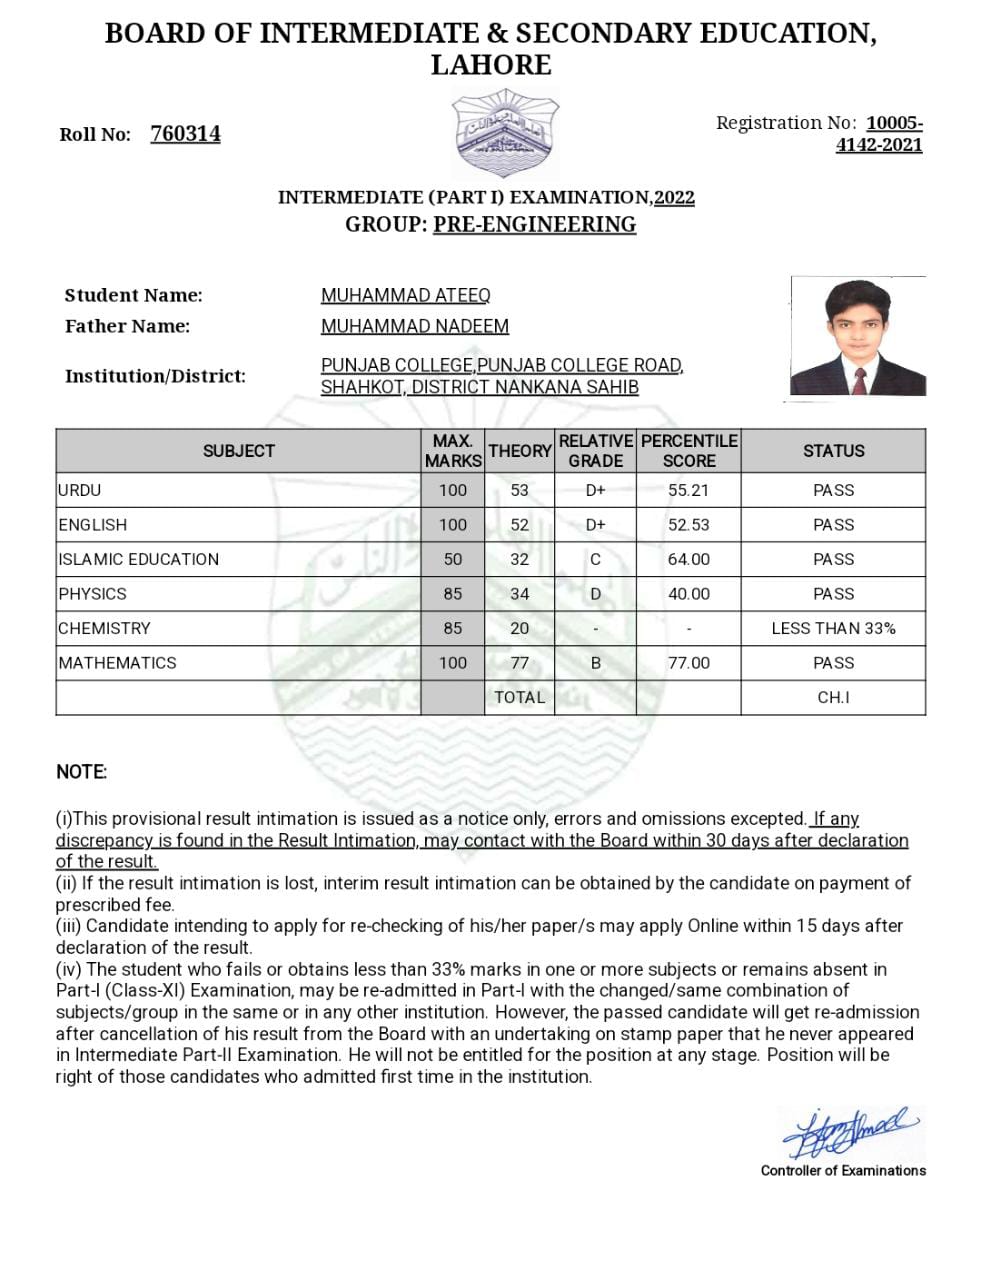 BOARD OF INTERMEDIATE & SECONDARY EDUCATION,
LAHORE
Roll No: 760314
Registration No: 10005-
4142-2021
INTERMEDIATE (PART I) EXAMINATION,2022
GROUP: PRE-ENGINEERING
Student Name: MUHAMMAD ATEEQ
Father Name: MUHAMMAD NADEEM
Institution/District: PUNJAB COLLEGE,PUNJAB COLLEGE ROAD,
SHAHKOT, DISTRICT NANKANA SAHIB
SUBJECT MAX. MARKS THEORY RELATIVE GRADE PERCENTILE SCORE STATUS
URDU 100 53 D+ 55.21 PASS
ENGLISH 100 52 D+ 52.53 PASS
ISLAMIC EDUCATION 50 32 C 64.00 PASS
PHYSICS 85 34 D 40.00 PASS
CHEMISTRY 85 20 - - LESS THAN 33%
MATHEMATICS 100 77 B 77.00 PASS
TOTAL CH.I
NOTE:
(i)This provisional result intimation is issued as a notice only, errors and omissions excepted. If any
discrepancy is found in the Result Intimation, may contact with the Board within 30 days after declaration
of the result.
(ii) If the result intimation is lost, interim result intimation can be obtained by the candidate on payment of
prescribed fee.
(iii) Candidate intending to apply for re-checking of his/her paper/s may apply Online within 15 days after
declaration of the result.
(iv) The student who fails or obtains less than 33% marks in one or more subjects or remains absent in
Part-I (Class-XI) Examination, may be re-admitted in Part-I with the changed/same combination of
subjects/group in the same or in any other institution. However, the passed candidate will get re-admission
after cancellation of his result from the Board with an undertaking on stamp paper that he never appeared
in Intermediate Part-II Examination. He will not be entitled for the position at any stage. Position will be
right of those candidates who admitted first time in the institution.
Controller of Examinations